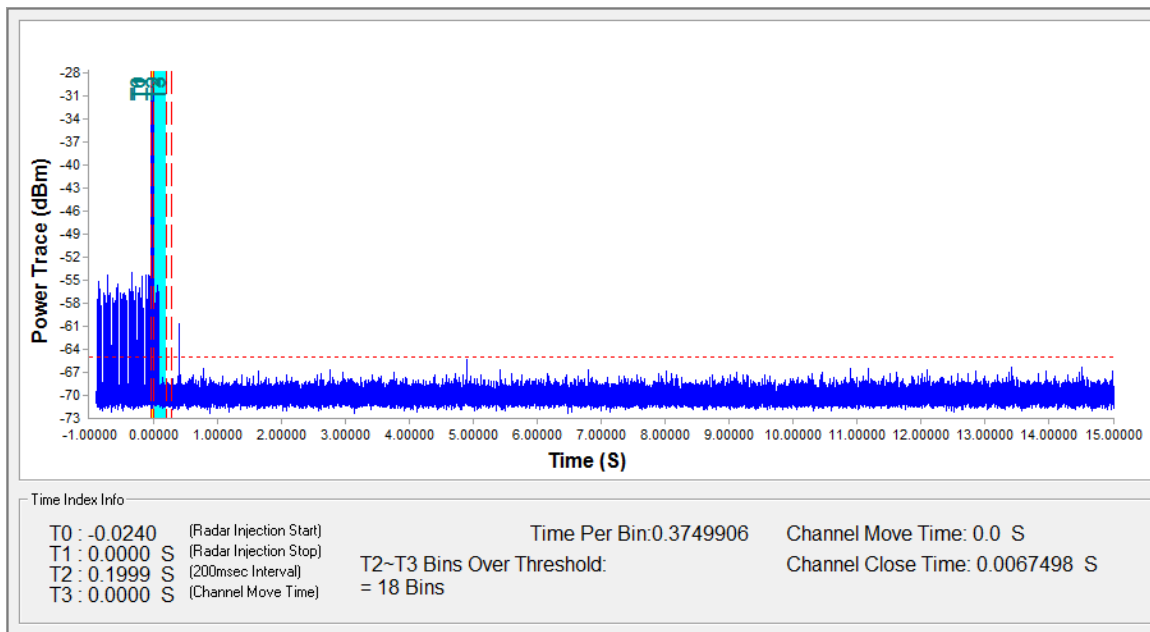 -28
-31
-34
-37
-40
-43
-46
-49
-52
-55
-58
-61
-64
-67
-70
-73
Power Trace (dBm)
-1.00000 0.00000 1.00000 2.00000 3.00000 4.00000 5.00000 6.00000 7.00000 8.00000 9.00000 10.00000 11.00000 12.00000 13.00000 14.00000 15.00000
Time (S)
Time Index Info
T0 : -0.0240 (Radar Injection Start)
T1 : 0.0000 S (Radar Injection Stop)
T2 : 0.1999 S (200msec Interval)
T3 : 0.0000 S (Channel Move Time)
Time Per Bin:0.3749906
T2~T3 Bins Over Threshold:
= 18 Bins
Channel Move Time: 0.0 S
Channel Close Time: 0.0067498 S